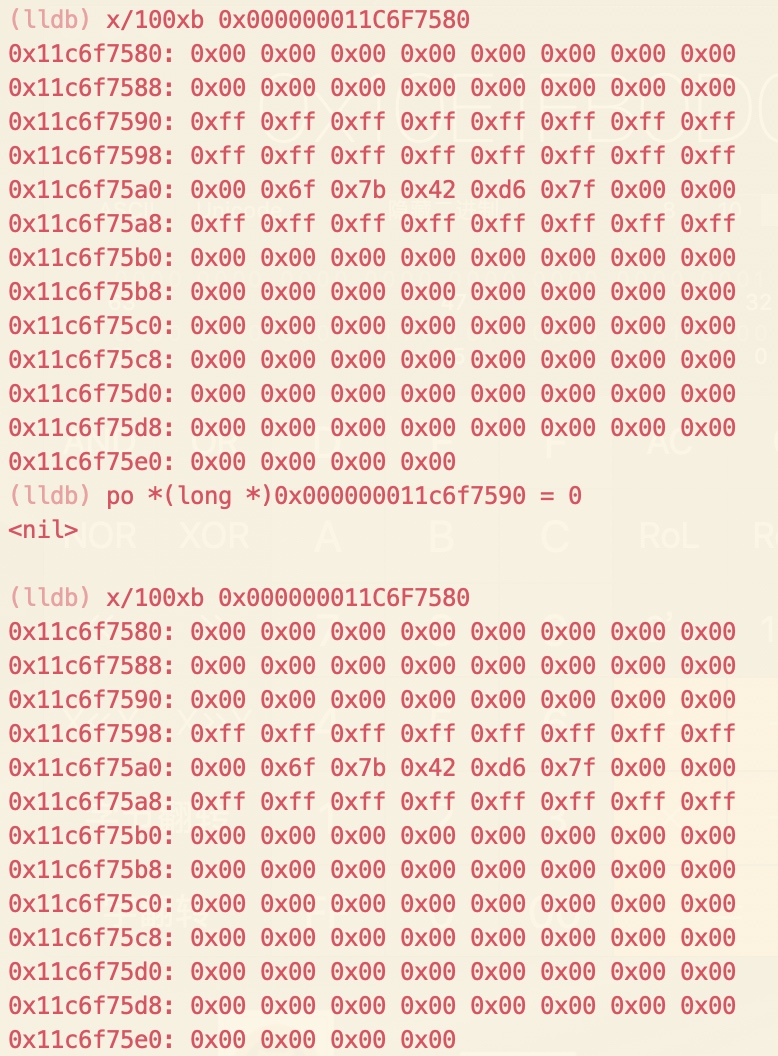 (lldb) x/100xb 0x000000011C6F7580
0x11c6f7580: 0x00 0x00 0x00 0x00 0x00 0x00 0x00 0x00
0x11c6f7588: 0x00 0x00 0x00 0x00 0x00 0x00 0x00 0x00
0x11c6f7590: 0xff 0xff 0xff 0xff 0xff 0xff 0xff 0xff
0x11c6f7598: 0xff 0xff 0xff 0xff 0xff 0xff 0xff 0xff
0x11c6f75a0: 0x00 0x6f 0x7b 0x42 0xd6 0x7f 0x00 0x00
0x11c6f75a8: 0xff 0xff 0xff 0xff 0xff 0xff 0xff 0xff
0x11c6f75b0: 0x00 0x00 0x00 0x00 0x00 0x00 0x00 0x00
0x11c6f75b8: 0x00 0x00 0x00 0x00 0x00 0x00 0x00 0x00
0x11c6f75c0: 0x00 0x00 0x00 0x00 0x00 0x00 0x00 0x00
0x11c6f75c8: 0x00 0x00 0x00 0x00 0x00 0x00 0x00 0x00
0x11c6f75d0: 0x00 0x00 0x00 0x00 0x00 0x00 0x00 0x00
0x11c6f75d8: 0x00 0x00 0x00 0x00 0x00 0x00 0x00 0x00
0x11c6f75e0: 0x00 0x00 0x00 0x00
(lldb) po *(long *)0x000000011c6f7590 = 0
<nil>
(lldb) x/100xb 0x000000011C6F7580
0x11c6f7580: 0x00 0x00 0x00 0x00 0x00 0x00 0x00 0x00
0x11c6f7588: 0x00 0x00 0x00 0x00 0x00 0x00 0x00 0x00
0x11c6f7590: 0x00 0x00 0x00 0x00 0x00 0x00 0x00 0x00
0x11c6f7598: 0xff 0xff 0xff 0xff 0xff 0xff 0xff 0xff
0x11c6f75a0: 0x00 0x6f 0x7b 0x42 0xd6 0x7f 0x00 0x00
0x11c6f75a8: 0xff 0xff 0xff 0xff 0xff 0xff 0xff 0xff
0x11c6f75b0: 0x00 0x00 0x00 0x00 0x00 0x00 0x00 0x00
0x11c6f75b8: 0x00 0x00 0x00 0x00 0x00 0x00 0x00 0x00
0x11c6f75c0: 0x00 0x00 0x00 0x00 0x00 0x00 0x00 0x00
0x11c6f75c8: 0x00 0x00 0x00 0x00 0x00 0x00 0x00 0x00
0x11c6f75d0: 0x00 0x00 0x00 0x00 0x00 0x00 0x00 0x00
0x11c6f75d8: 0x00 0x00 0x00 0x00 0x00 0x00 0x00 0x00
0x11c6f75e0: 0x00 0x00 0x00 0x00